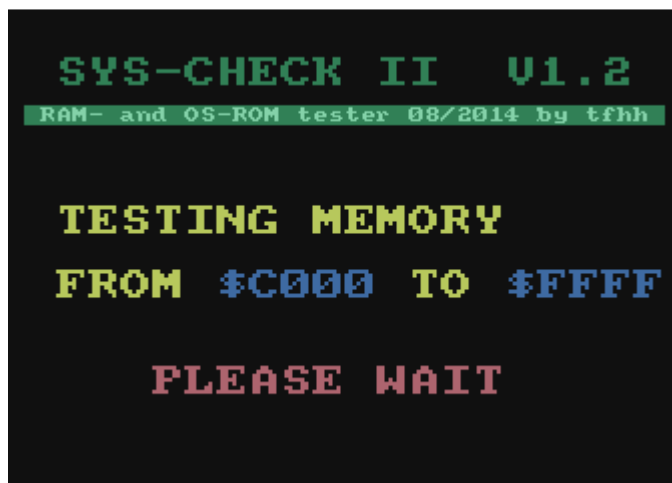 SYS-CHECK II V1.2
RAM- and OS-ROM tester 08/2014 by tfhh
TESTING MEMORY
FROM $C000 TO $FFFF
PLEASE WAIT